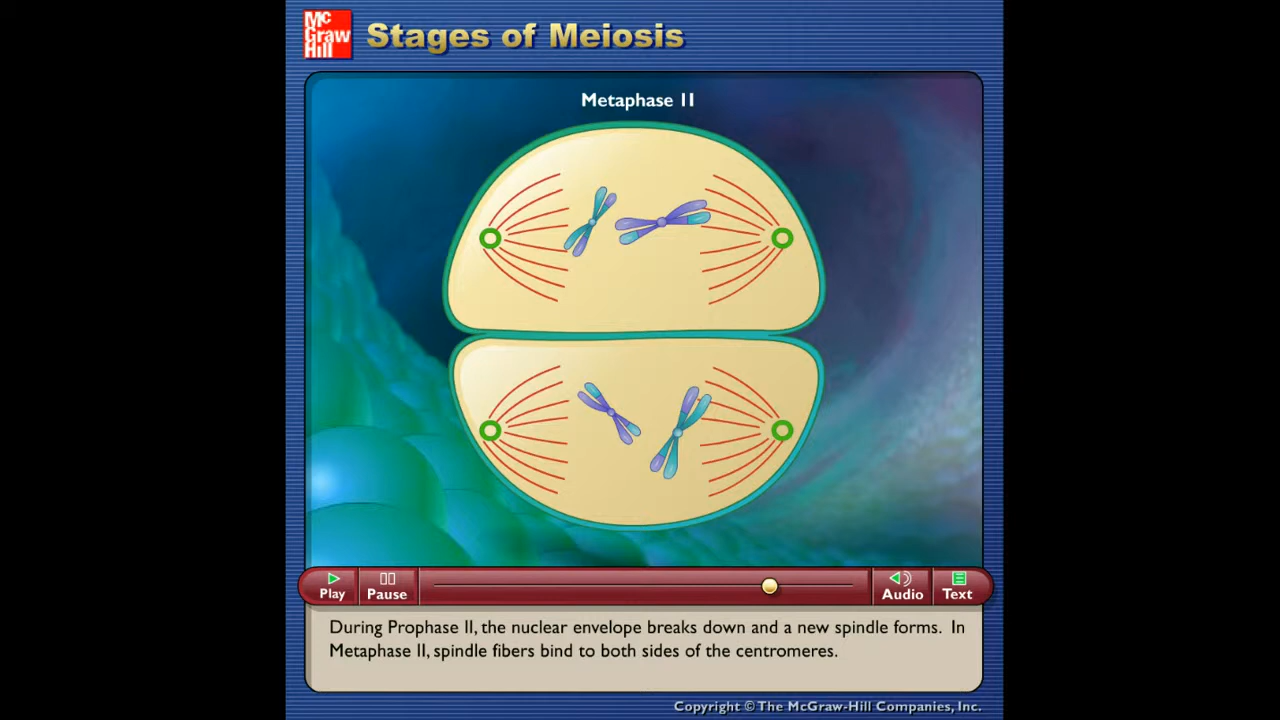 Mc
Graw
Hill
Stages of Meiosis
Metaphase II
Play
Pause
Audio
Text
During Prophase II, the nuclear envelope breaks down and a new spindle forms. In
Metaphase II, spindle fibers bind to both sides of the centromeres.
Copyright © The McGraw-Hill Companies, Inc.